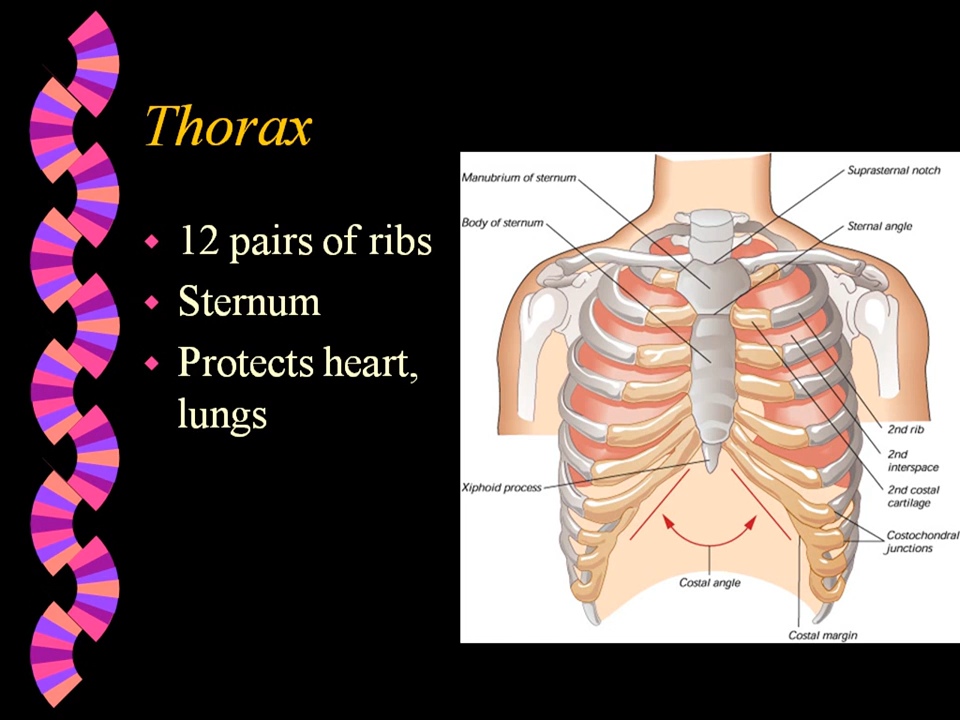 Thorax
12 pairs of ribs
Sternum
Protects heart,
lungs
Manubrium of sternum
Body of sternum
Xiphoid process
Suprasternal notch
Sternal angle
2nd rib
2nd
interspace
2nd costal
cartilage
Costochondral
junctions
Costal angle
Costal margin